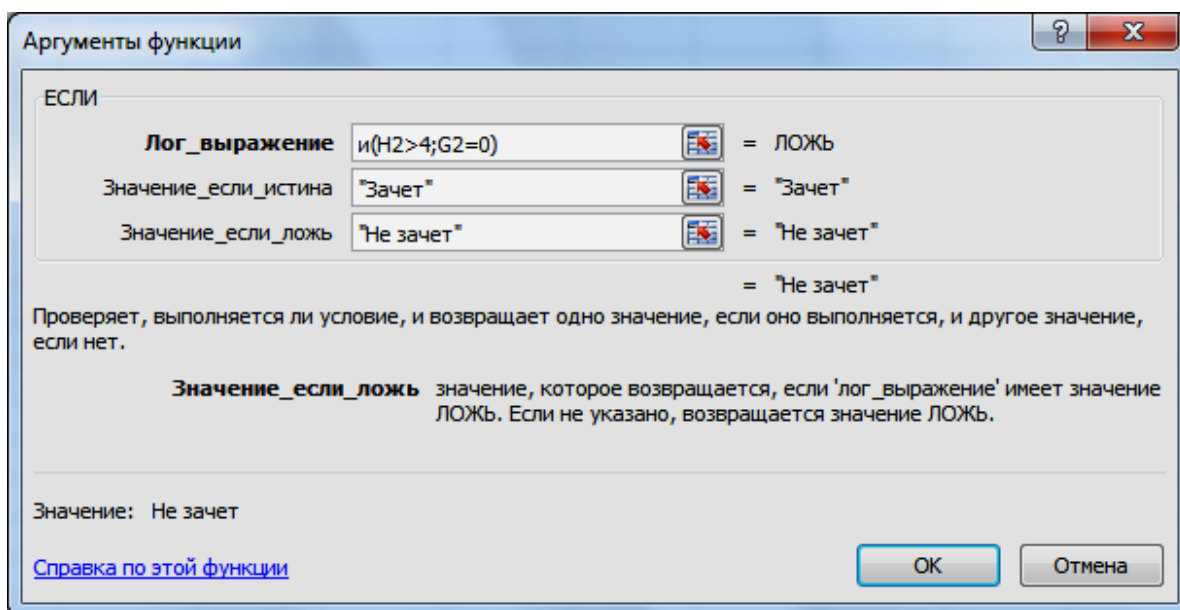 Аргументы функции
ЕСЛИ
Лог_выражение и(H2>4;G2=0) = ЛОЖЬ
Значение_если_истина "Зачет" = "Зачет"
Значение_если_ложь "Не зачет" = "Не зачет"
= "Не зачет"
Проверяет, выполняется ли условие, и возвращает одно значение, если оно выполняется, и другое значение,
если нет.
Значение_если_ложь значение, которое возвращается, если 'лог_выражение' имеет значение
ЛОЖЬ. Если не указано, возвращается значение ЛОЖЬ.
Значение: Не зачет
Справка по этой функции OK Отмена